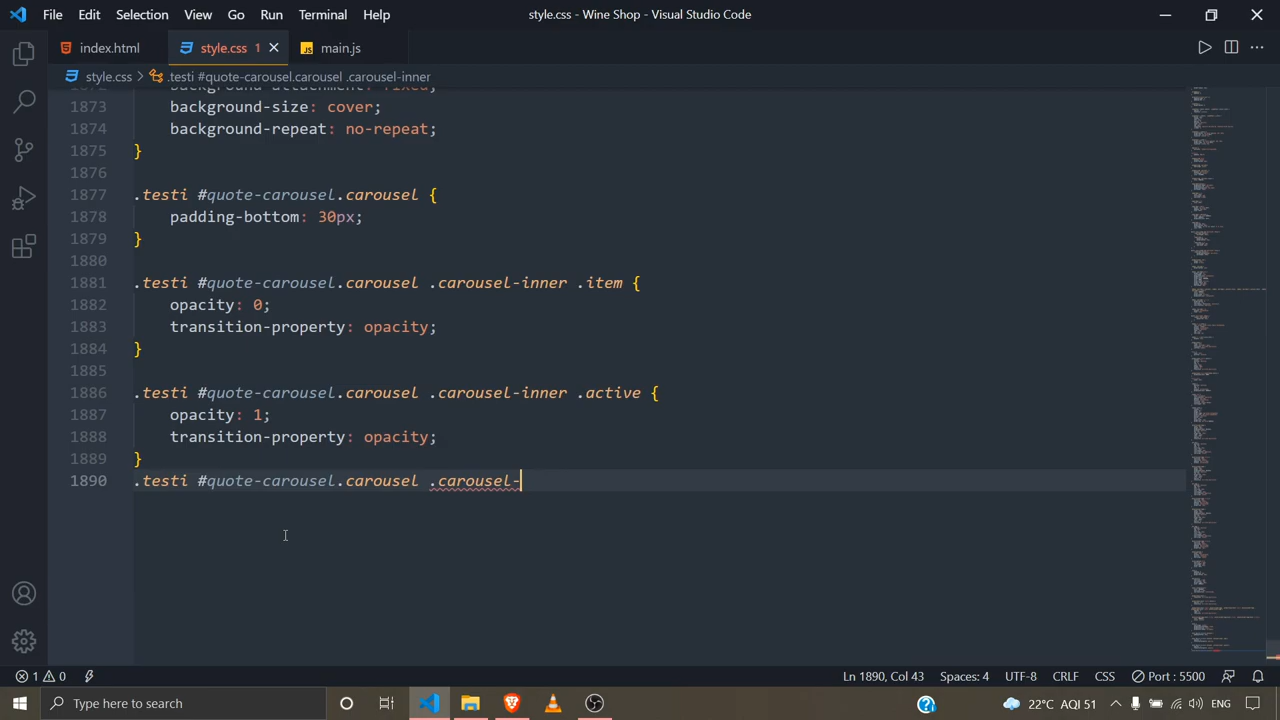 File Edit Selection View Go Run Terminal Help style.css - Wine Shop - Visual Studio Code
index.html style.css 1 main.js
style.css .testi #quote-carousel.carousel .carousel-inner
1873 background-size: cover;
1874 background-repeat: no-repeat;
1875 }
1876
1877 .testi #quote-carousel.carousel {
1878 padding-bottom: 30px;
1879 }
1880
1881 .testi #quote-carousel.carousel .carousel-inner .item {
1882 opacity: 0;
1883 transition-property: opacity;
1884 }
1885
1886 .testi #quote-carousel.carousel .carousel-inner .active {
1887 opacity: 1;
1888 transition-property: opacity;
1889 }
1890 .testi #quote-carousel.carousel .carousel-
1 0 Ln 1890, Col 43 Spaces: 4 UTF-8 CRLF CSS Port : 5500
Type here to search 22°C AQI 51 ENG